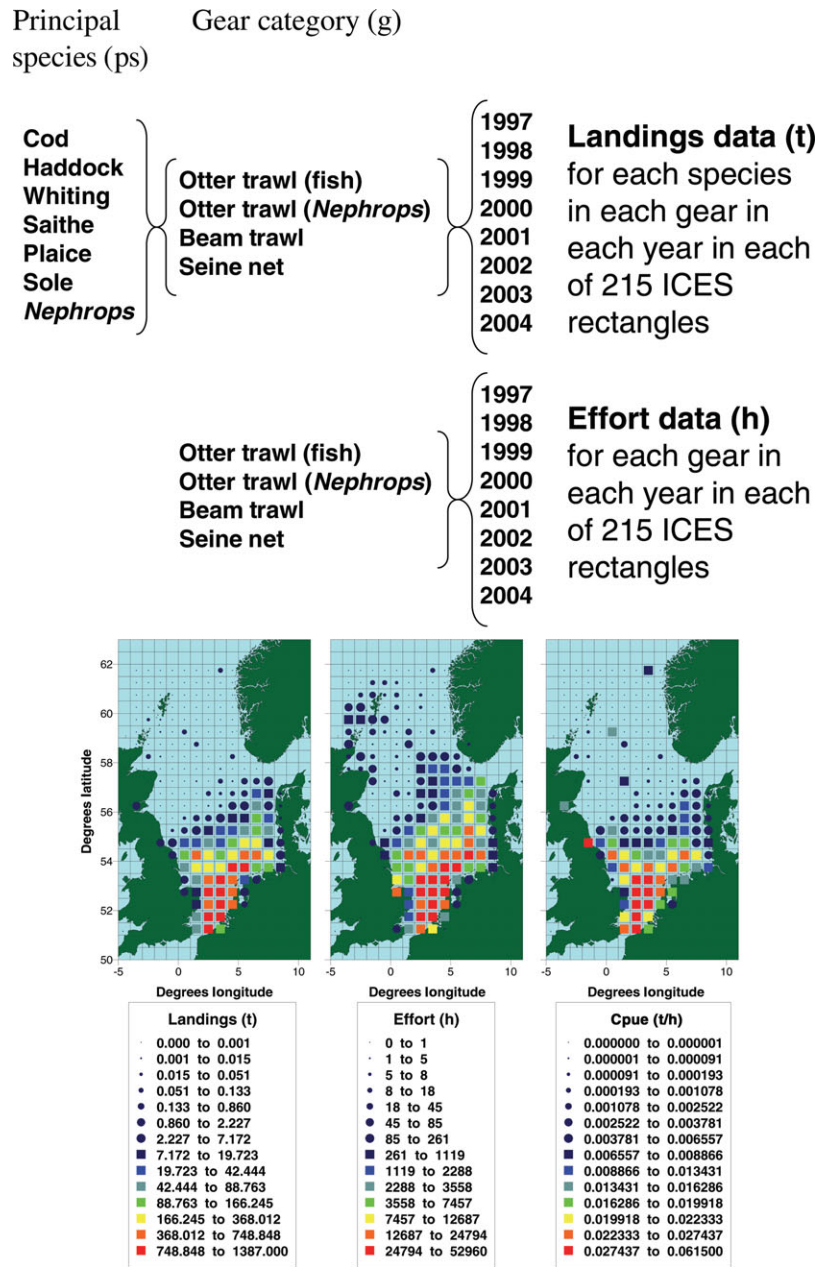 Principal
species (ps)
Gear category (g)
Cod
Haddock
Whiting
Saithe
Plaice
Sole
Nephrops
Otter trawl (fish)
Otter trawl (Nephrops)
Beam trawl
Seine net
1997
1998
1999
2000
2001
2002
2003
2004
Landings data (t)
for each species
in each gear in
each year in each
of 215 ICES
rectangles
Otter trawl (fish)
Otter trawl (Nephrops)
Beam trawl
Seine net
1997
1998
1999
2000
2001
2002
2003
2004
Effort data (h)
for each gear in
each year in each
of 215 ICES
rectangles
Degrees latitude
62
60
58
56
54
52
50
-5 0 5 10
-5 0 5 10
-5 0 5 10
Degrees longitude
Degrees longitude
Degrees longitude
Landings (t)
0.000 to 0.001
0.001 to 0.015
0.015 to 0.051
0.051 to 0.133
0.133 to 0.860
0.860 to 2.227
2.227 to 7.172
7.172 to 19.723
19.723 to 42.444
42.444 to 88.763
88.763 to 166.245
166.245 to 368.012
368.012 to 748.848
748.848 to 1387.000
Effort (h)
0 to 1
1 to 5
5 to 8
8 to 18
18 to 45
45 to 85
85 to 261
261 to 1119
1119 to 2288
2288 to 3558
3558 to 7457
7457 to 12687
12687 to 24794
24794 to 52960
Cpue (t/h)
0.000000 to 0.000001
0.000001 to 0.000091
0.000091 to 0.000193
0.000193 to 0.001078
0.001078 to 0.002522
0.002522 to 0.003781
0.003781 to 0.006557
0.006557 to 0.008866
0.008866 to 0.013431
0.013431 to 0.016286
0.016286 to 0.019918
0.019918 to 0.022333
0.022333 to 0.027437
0.027437 to 0.061500